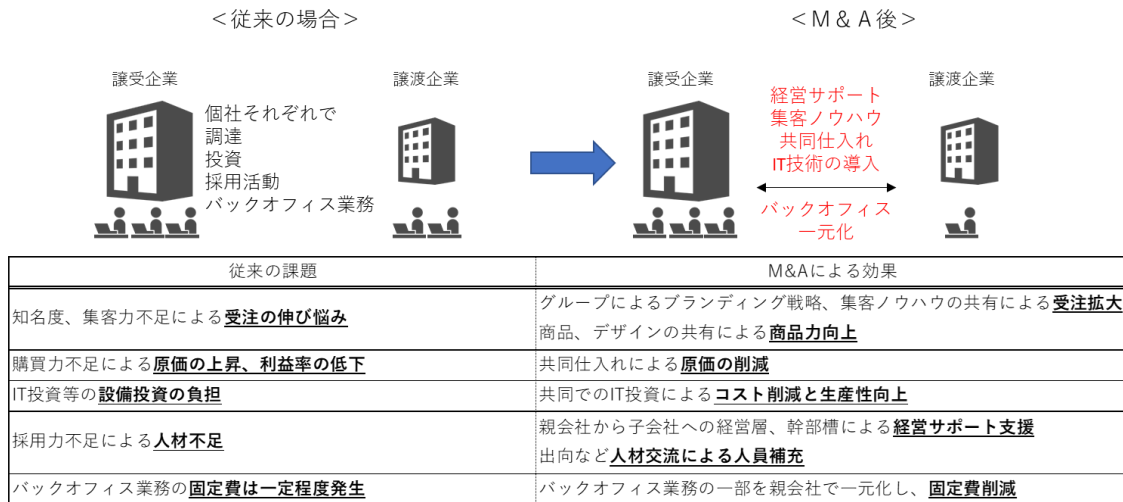 ＜従来の場合＞
＜M & A後＞
譲受企業
譲渡企業
個社それぞれで
調達
投資
採用活動
バックオフィス業務
譲受企業
譲渡企業
経営サポート
集客ノウハウ
共同仕入れ
IT技術の導入
バックオフィス
一元化
従来の課題
M&Aによる効果
知名度、集客力不足による受注の伸び悩み
グループによるブランディング戦略、集客ノウハウの共有による受注拡大
商品、デザインの共有による商品力向上
購買力不足による原価の上昇、利益率の低下
共同仕入れによる原価の削減
IT投資等の設備投資の負担
共同でのIT投資によるコスト削減と生産性向上
採用力不足による人材不足
親会社から子会社への経営層、幹部槽による経営サポート支援
出向など人材交流による人員補充
バックオフィス業務の固定費は一定程度発生
バックオフィス業務の一部を親会社で一元化し、固定費削減